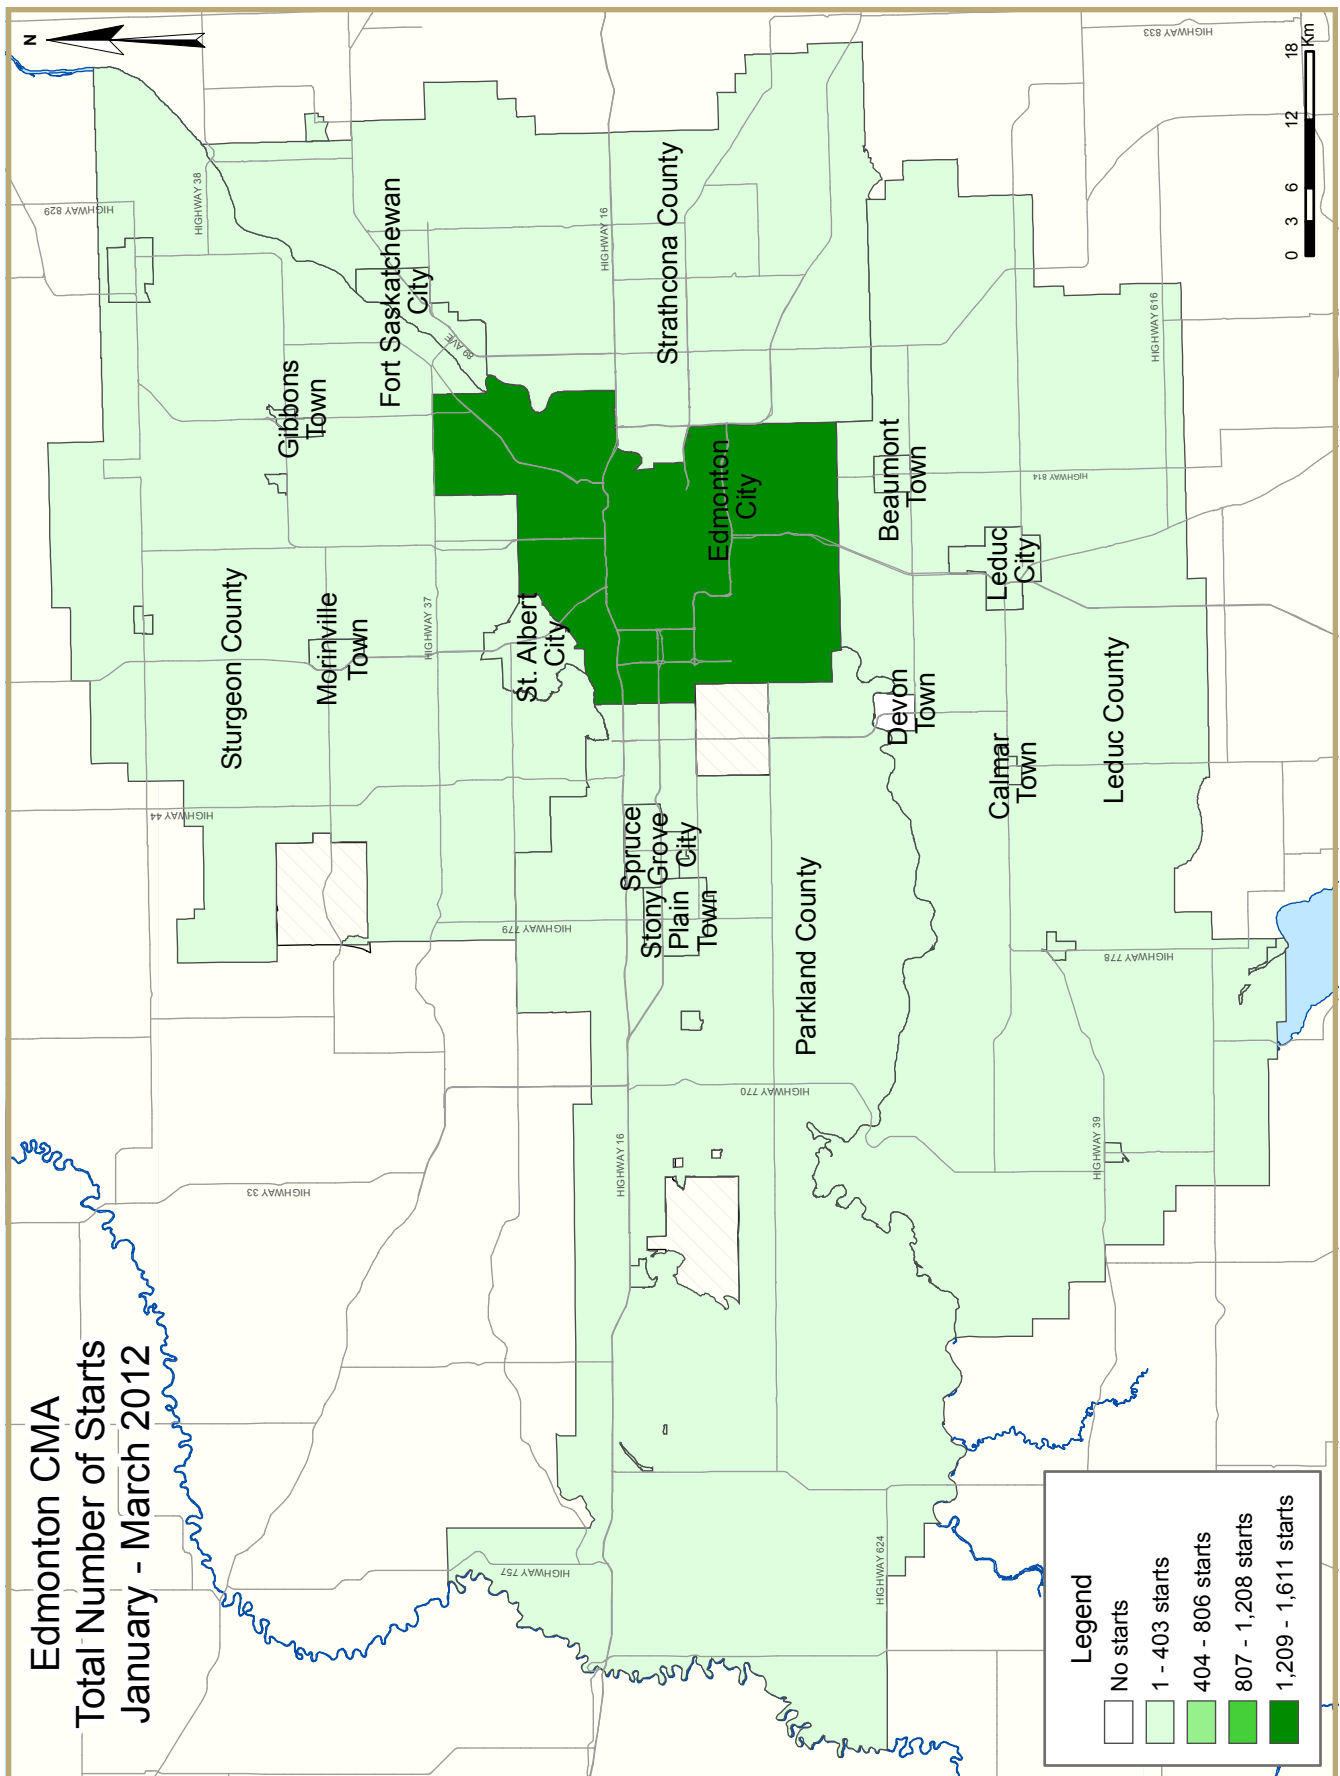 Edmonton CMA
Total Number of Starts
January - March 2012
N
HIGHWAY 829
HIGHWAY 38
HIGHWAY 833
Fort Saskatchewan
City
89 AVE
Gibbons
Town
Sturgeon County
Morinville
Town
HIGHWAY 37
HIGHWAY 44
St. Albert
City
HIGHWAY 16
Strathcona County
Edmonton
City
HIGHWAY 779
Spruce
Grove
City
Stony
Plain
Town
Parkland County
HIGHWAY 770
HIGHWAY 16
HIGHWAY 33
HIGHWAY 757
HIGHWAY 624
Beaumont
Town
HIGHWAY 814
HIGHWAY 616
Leduc
City
Devon
Town
Calmar
Town
Leduc County
HIGHWAY 778
HIGHWAY 39
Legend
No starts
1 - 403 starts
404 - 806 starts
807 - 1,208 starts
1,209 - 1,611 starts
0 3 6 12 18
Km